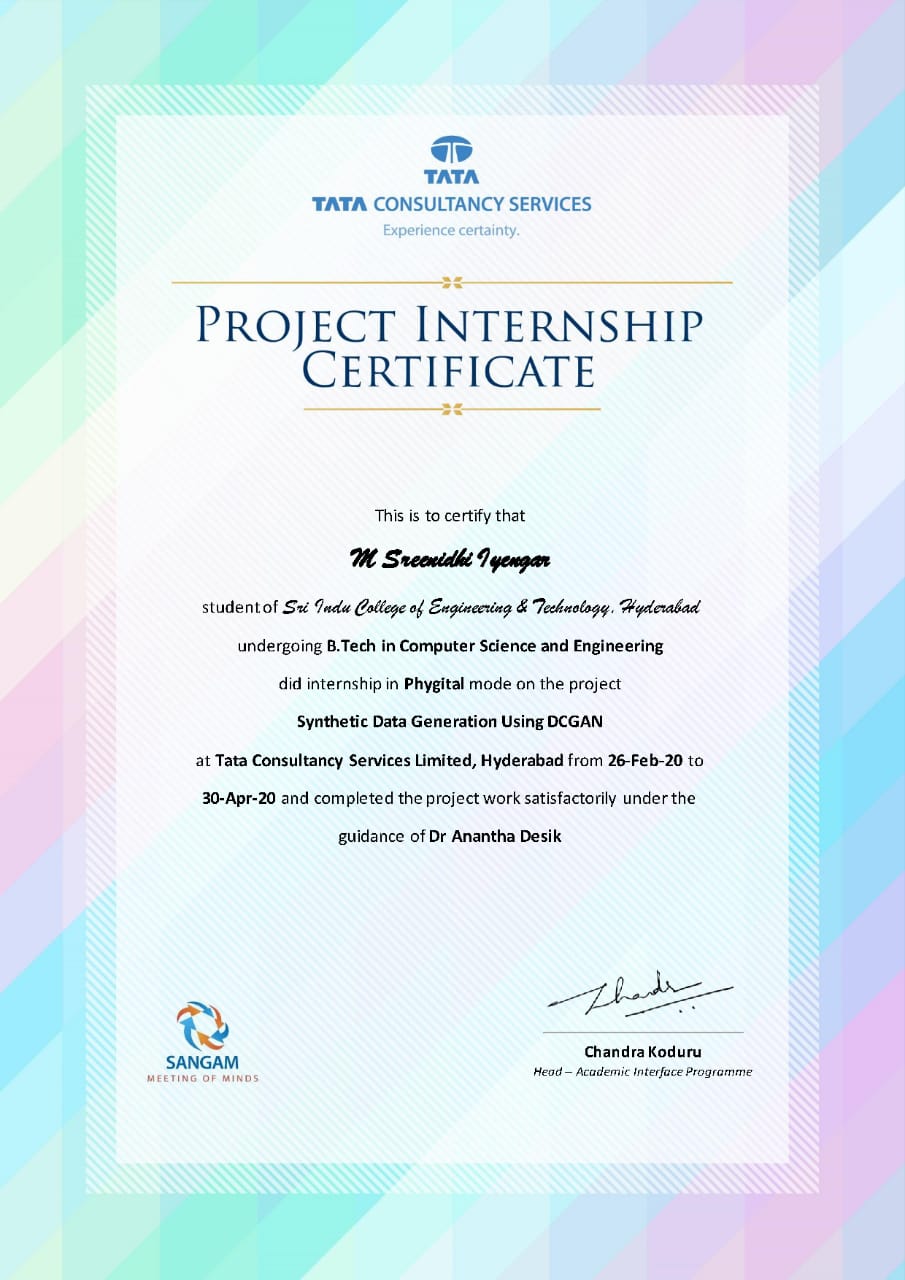 TATA
TATA CONSULTANCY SERVICES
Experience certainty.
PROJECT INTERNSHIP
CERTIFICATE
This is to certify that
M Sreenidhi Iyengar
student of Sri Indu College of Engineering & Technology, Hyderabad
undergoing B.Tech in Computer Science and Engineering
did internship in Phygital mode on the project
Synthetic Data Generation Using DCGAN
at Tata Consultancy Services Limited, Hyderabad from 26-Feb-20 to
30-Apr-20 and completed the project work satisfactorily under the
guidance of Dr Anantha Desik
SANGAM
MEETING OF MINDS
Chandra Koduru
Head – Academic Interface Programme